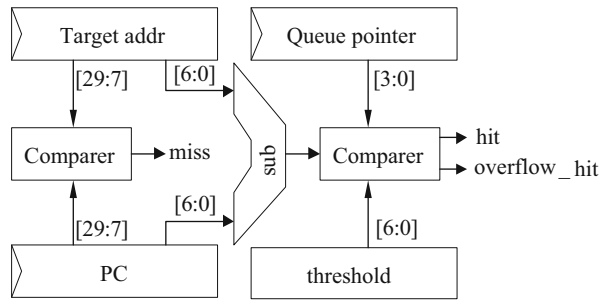 Target addr
Queue pointer
[29:7]
[6:0]
[3:0]
Comparer
miss
sub
Comparer
hit
overflow_hit
[29:7]
[6:0]
[6:0]
PC
threshold